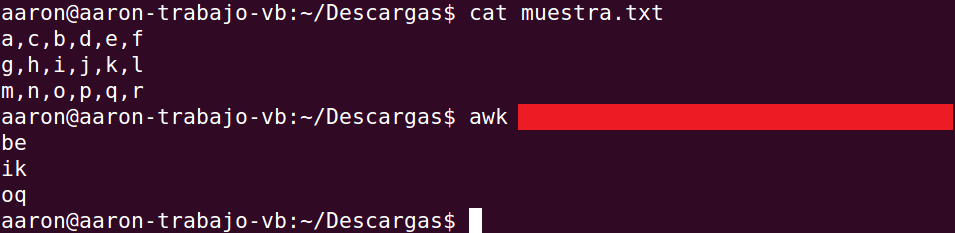 aaron@aaron-trabajo-vb:~/Descargas$ cat muestra.txt
a,c,b,d,e,f
g,h,i,j,k,l
m,n,o,p,q,r
aaron@aaron-trabajo-vb:~/Descargas$ awk
be
ik
oq
aaron@aaron-trabajo-vb:~/Descargas$